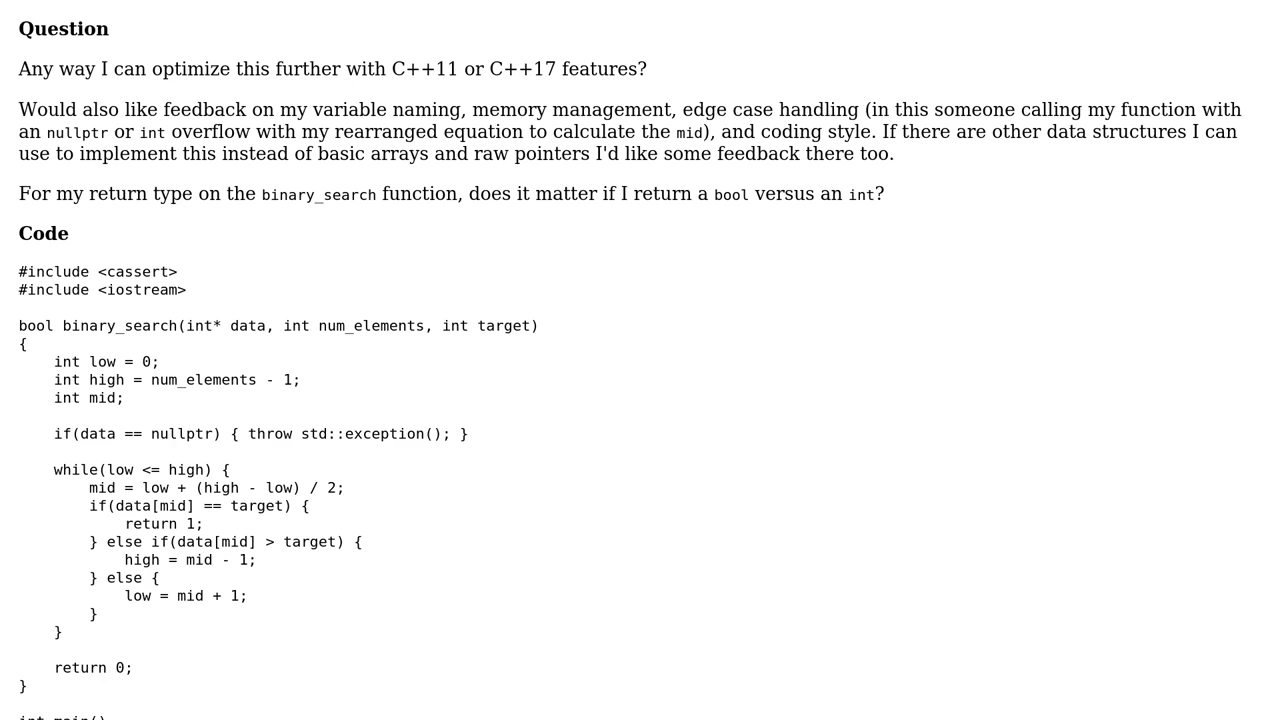 Question
Any way I can optimize this further with C++11 or C++17 features?
Would also like feedback on my variable naming, memory management, edge case handling (in this someone calling my function with
an nullptr or int overflow with my rearranged equation to calculate the mid), and coding style. If there are other data structures I can
use to implement this instead of basic arrays and raw pointers I'd like some feedback there too.
For my return type on the binary_search function, does it matter if I return a bool versus an int?
Code
#include <cassert>
#include <iostream>
bool binary_search(int* data, int num_elements, int target)
{
    int low = 0;
    int high = num_elements - 1;
    int mid;
    if(data == nullptr) { throw std::exception(); }
    while(low <= high) {
        mid = low + (high - low) / 2;
        if(data[mid] == target) {
            return 1;
        } else if(data[mid] > target) {
            high = mid - 1;
        } else {
            low = mid + 1;
        }
    }
    return 0;
}
int main()